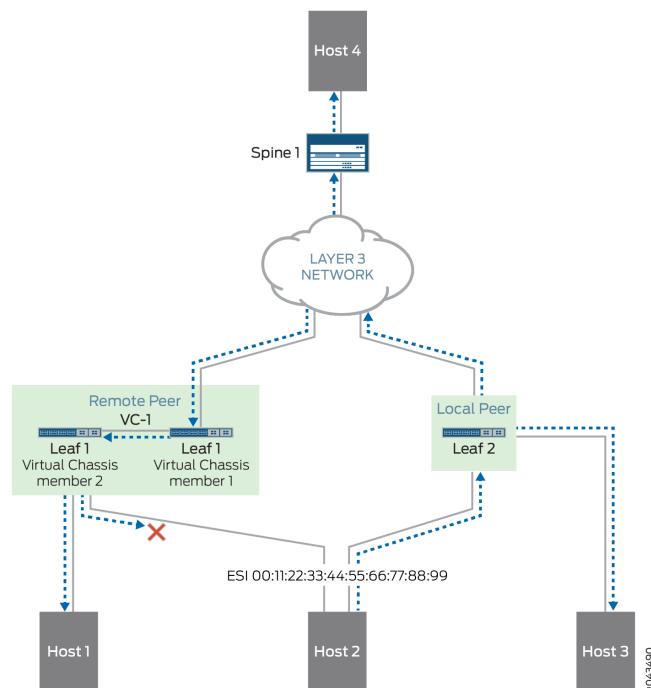 Host 4
Spine 1
LAYER 3
NETWORK
Remote Peer
VC-1
Leaf 1
Virtual Chassis
member 2
Leaf 1
Virtual Chassis
member 1
Local Peer
Leaf 2
ESI 00:11:22:33:44:55:66:77:88:99
Host 1
Host 2
Host 3
g043490